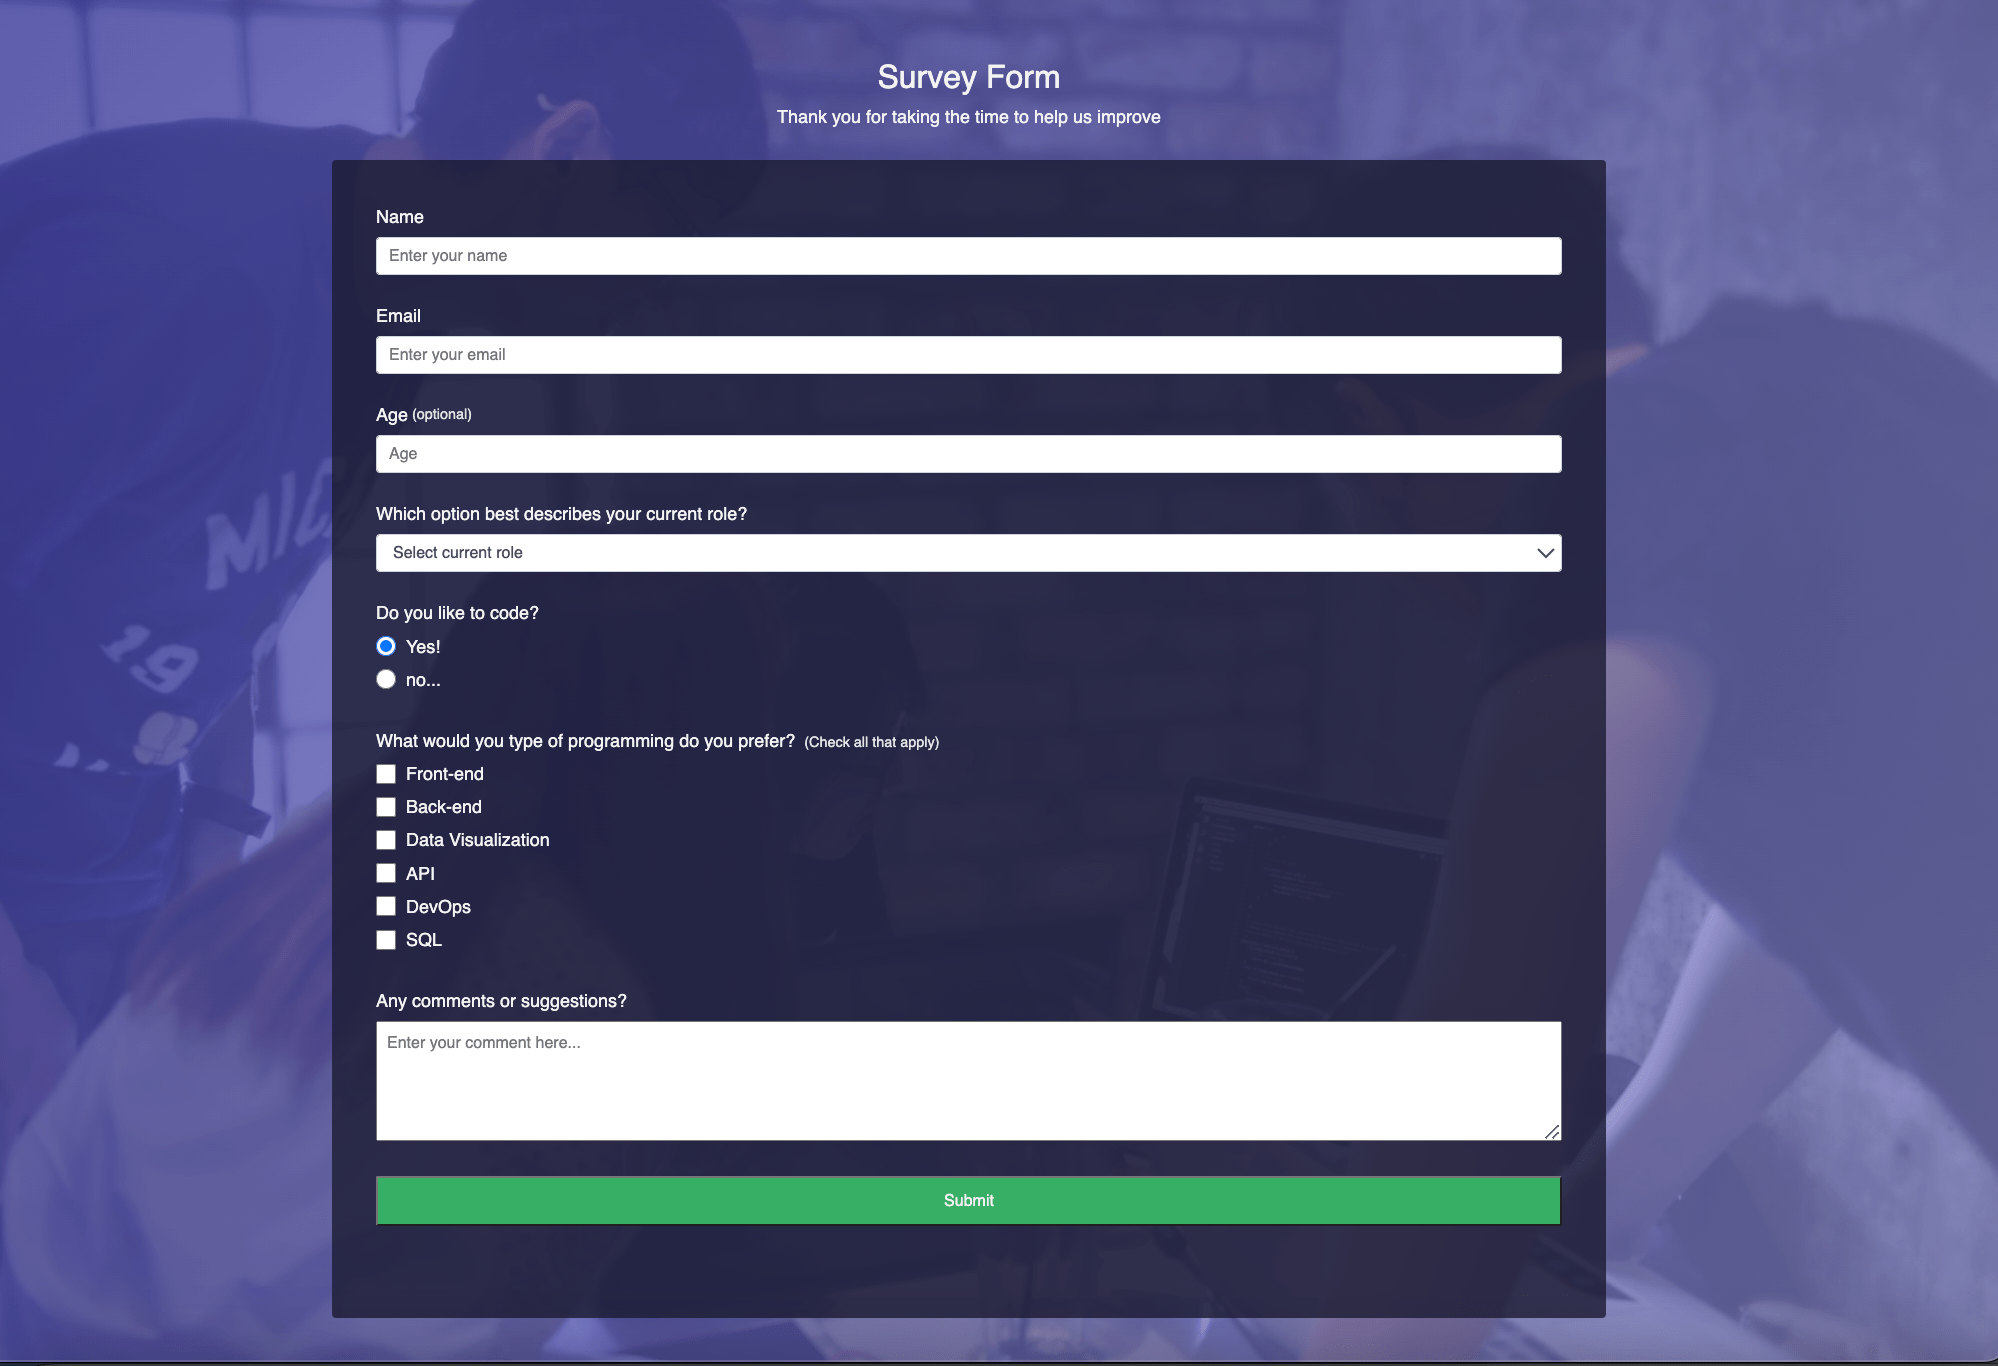 Survey Form
Thank you for taking the time to help us improve
Name
Enter your name
Email
Enter your email
Age (optional)
Age
Which option best describes your current role?
Select current role
Do you like to code?
Yes!
no...
What would you type of programming do you prefer? (Check all that apply)
Front-end
Back-end
Data Visualization
API
DevOps
SQL
Any comments or suggestions?
Enter your comment here...
Submit
19